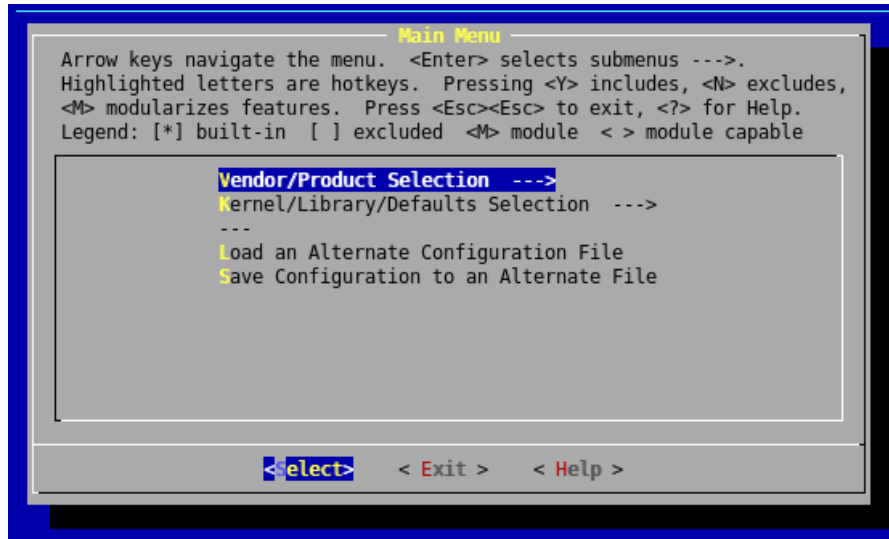 Main Menu
Arrow keys navigate the menu.  <Enter> selects submenus --->.
Highlighted letters are hotkeys.  Pressing <Y> includes, <N> excludes,
<M> modularizes features.  Press <Esc><Esc> to exit, <?> for Help.
Legend: [*] built-in  [ ] excluded  <M> module  < > module capable
Vendor/Product Selection  --->
Kernel/Library/Defaults Selection  --->
---
Load an Alternate Configuration File
Save Configuration to an Alternate File
<Select>    < Exit >    < Help >